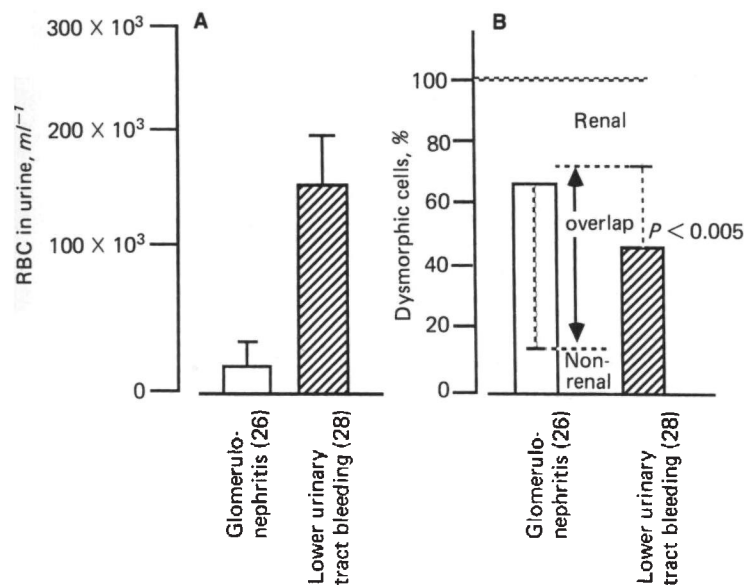 A
300 × 10³
200 × 10³
100 × 10³
0
RBC in urine, ml⁻¹
Glomerulo-
nephritis (26)
Lower urinary
tract bleeding (28)
B
100
80
60
40
20
0
Dysmorphic cells, %
Renal
overlap
P < 0.005
Non-
renal
Glomerulo-
nephritis (26)
Lower urinary
tract bleeding (28)